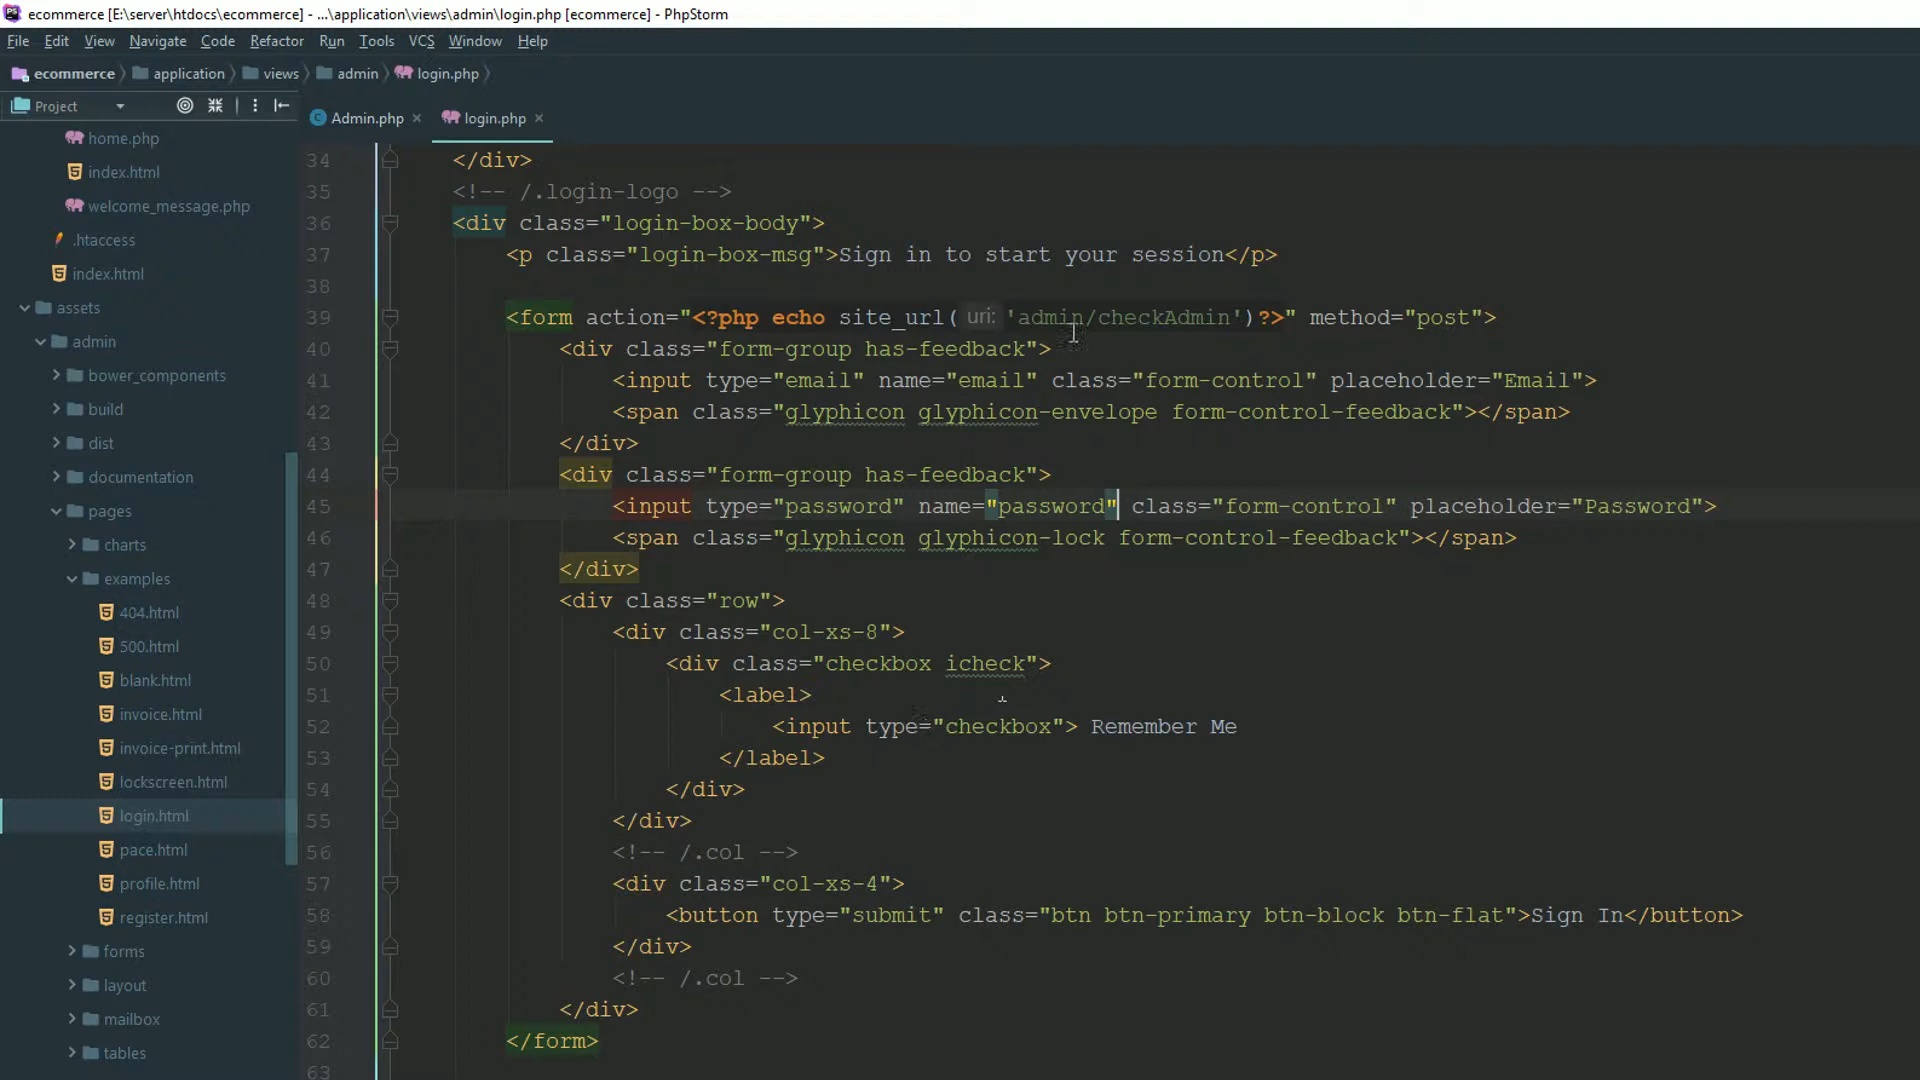 ecommerce [E:\server\htdocs\ecommerce] - ...\application\views\admin\login.php [ecommerce] - PhpStorm
File Edit View Navigate Code Refactor Run Tools VCS Window Help
ecommerce application views admin login.php
Project
Admin.php login.php
home.php
index.html
welcome_message.php
.htaccess
index.html
assets
admin
bower_components
build
dist
documentation
pages
charts
examples
404.html
500.html
blank.html
invoice.html
invoice-print.html
lockscreen.html
login.html
pace.html
profile.html
register.html
forms
layout
mailbox
tables
34 </div>
35 <!-- /.login-logo -->
36 <div class="login-box-body">
37 <p class="login-box-msg">Sign in to start your session</p>
38
39 <form action="<?php echo site_url( uri: 'admin/checkAdmin')?>" method="post">
40 <div class="form-group has-feedback">
41 <input type="email" name="email" class="form-control" placeholder="Email">
42 <span class="glyphicon glyphicon-envelope form-control-feedback"></span>
43 </div>
44 <div class="form-group has-feedback">
45 <input type="password" name="password" class="form-control" placeholder="Password">
46 <span class="glyphicon glyphicon-lock form-control-feedback"></span>
47 </div>
48 <div class="row">
49 <div class="col-xs-8">
50 <div class="checkbox icheck">
51 <label>
52 <input type="checkbox"> Remember Me
53 </label>
54 </div>
55 </div>
56 <!-- /.col -->
57 <div class="col-xs-4">
58 <button type="submit" class="btn btn-primary btn-block btn-flat">Sign In</button>
59 </div>
60 <!-- /.col -->
61 </div>
62 </form>
63